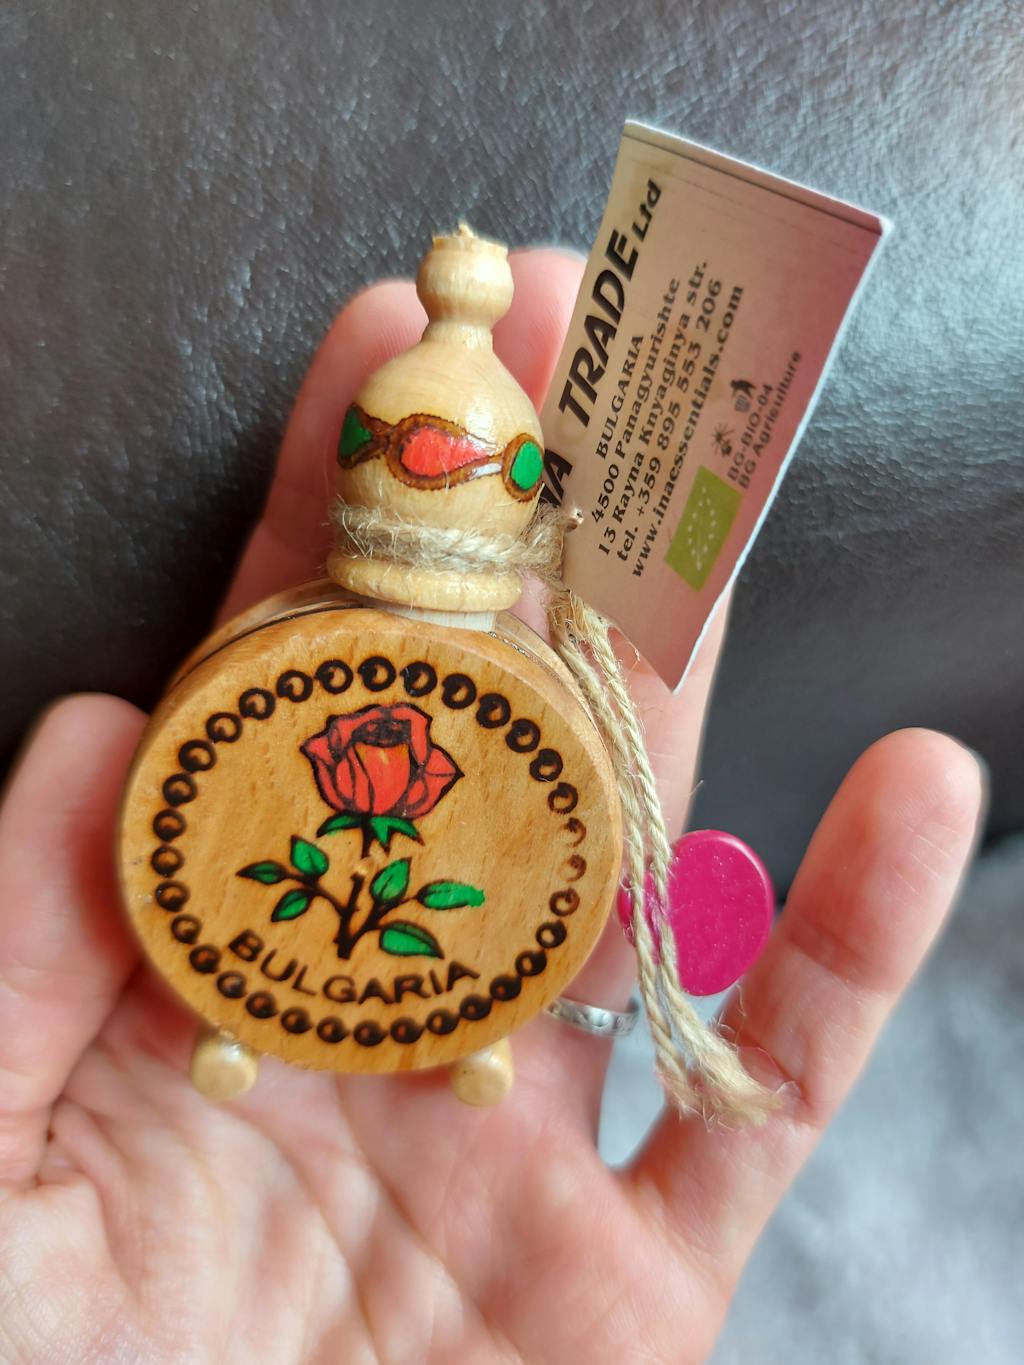 TRADE Ltd
BULGARIA
4500 Panagyurishte
13 Rayna Knyaginya str.
tel. +359 895 553 206
www.inaessentials.com
BG-BIO-04
BG Agriculture
BULGARIA